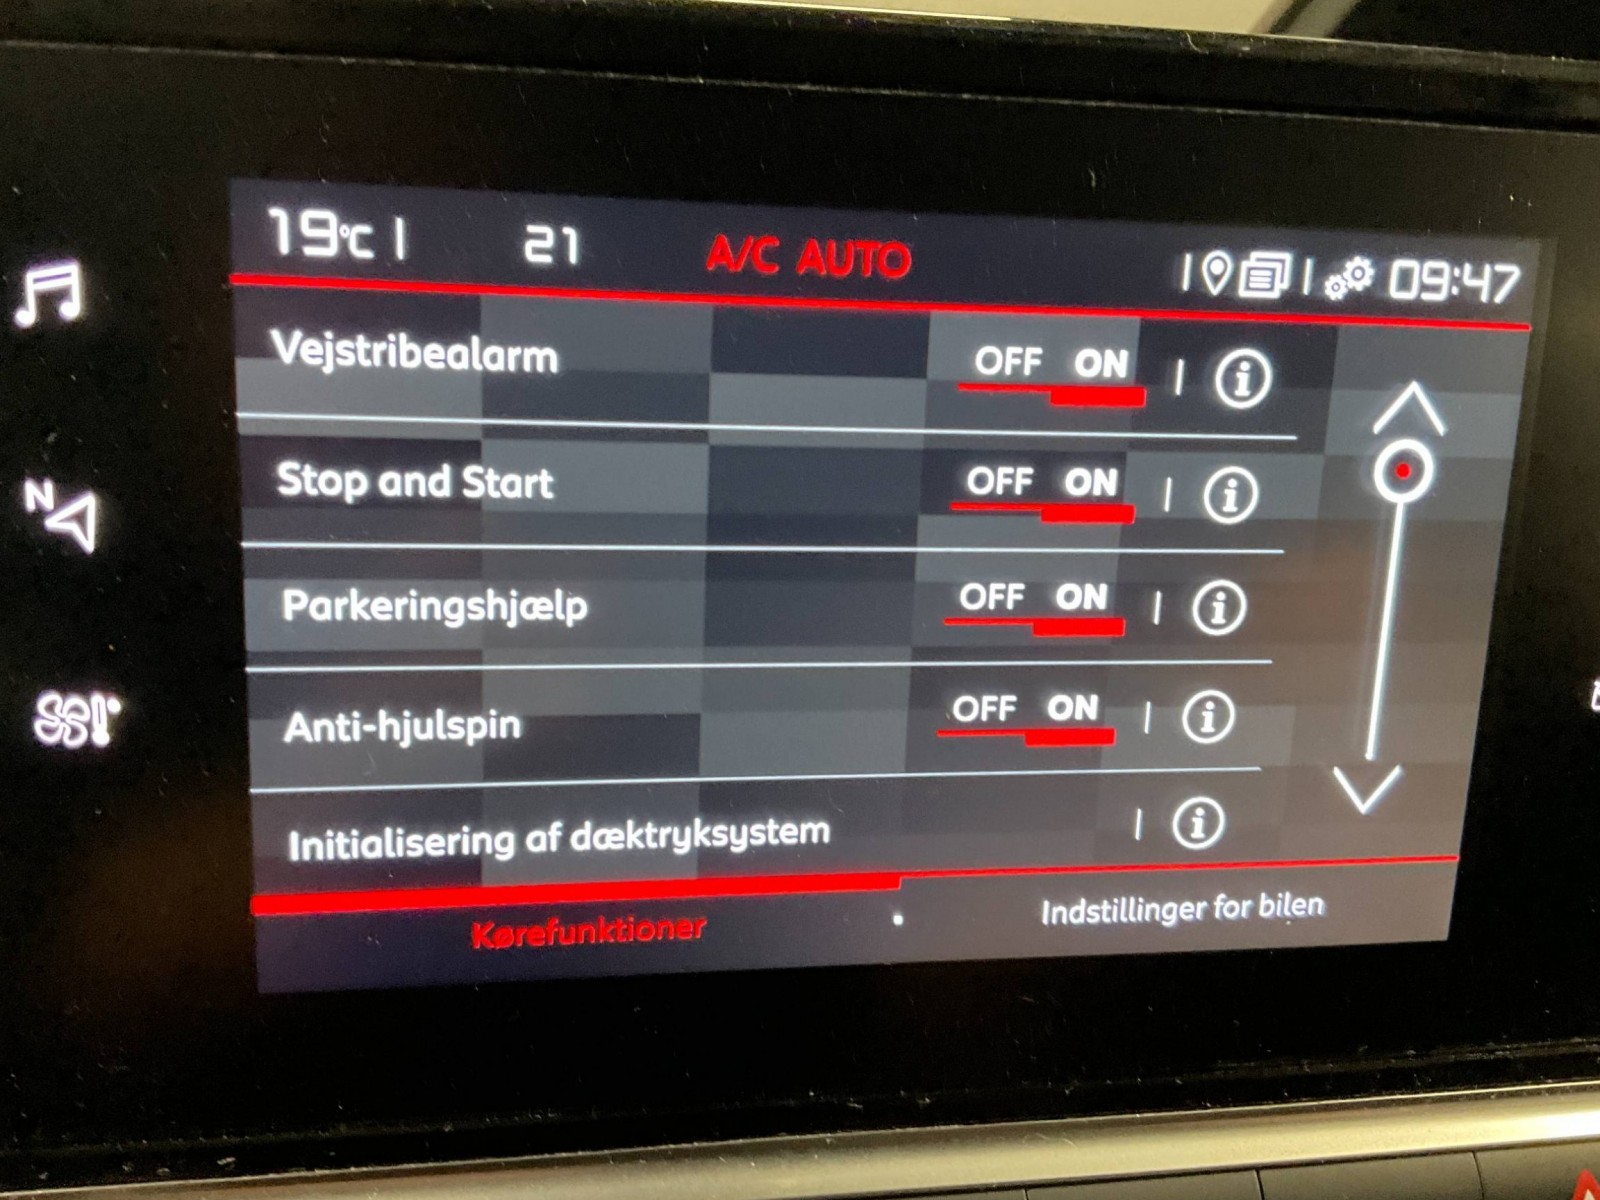 19°C 21 A/C AUTO 09:47
Vejstribealarm OFF ON
Stop and Start OFF ON
Parkeringshjælp OFF ON
Anti-hjulspin OFF ON
Initialisering af dæktryksystem
Kørefunktioner Indstillinger for bilen
N